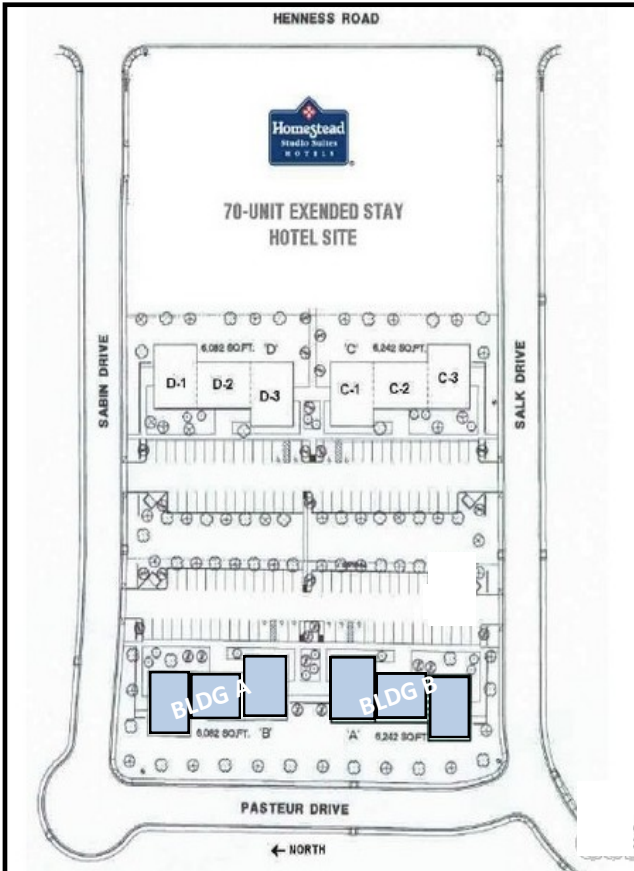 HENNESS ROAD
Homestead
Studio Suites
HOTELS
70-UNIT EXENDED STAY
HOTEL SITE
SABIN DRIVE
SALK DRIVE
6,082 SQ.FT. 'D'
'C' 6,242 SQ.FT.
D-1
D-2
D-3
C-1
C-2
C-3
BLDG A
BLDG B
6,082 SQ.FT. 'B'
'A' 6,242 SQ.FT
PASTEUR DRIVE
← NORTH